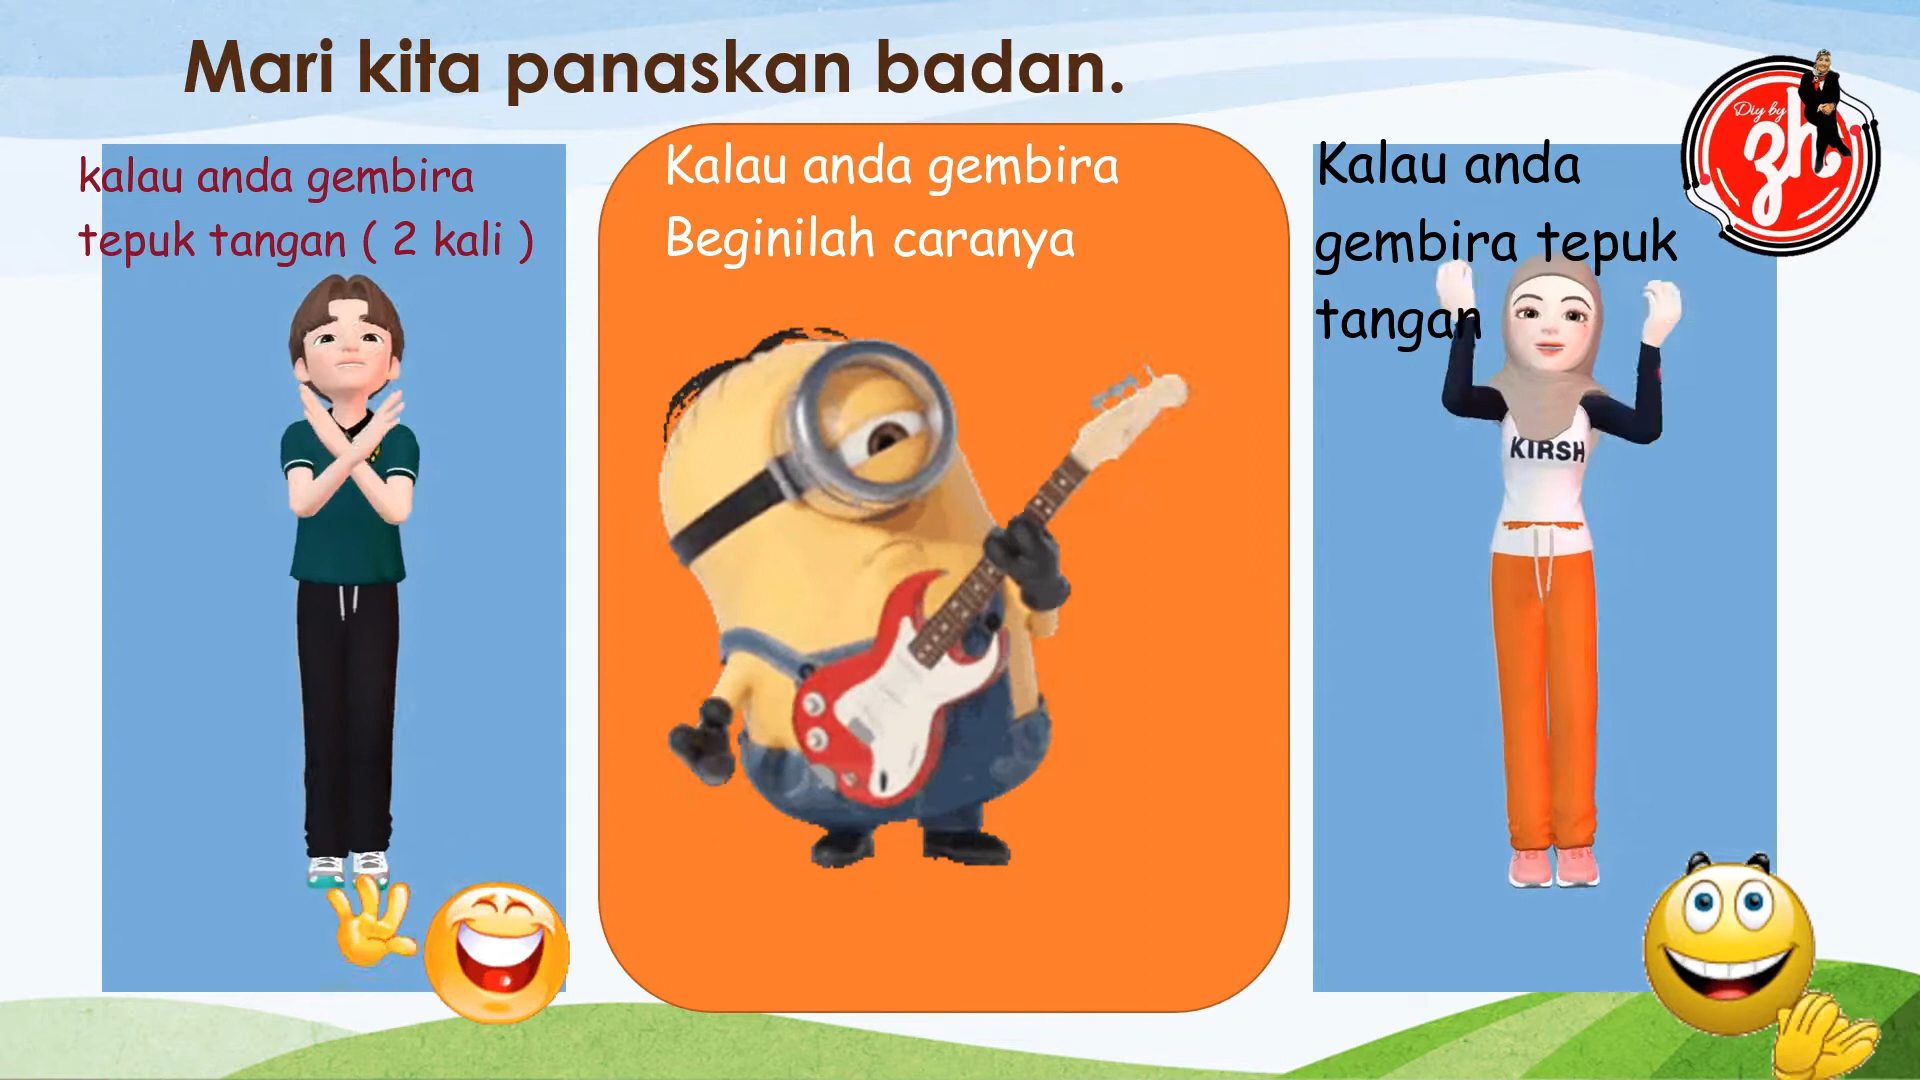 Mari kita panaskan badan.
kalau anda gembira
tepuk tangan ( 2 kali )
Kalau anda gembira
Beginilah caranya
Kalau anda
gembira tepuk
tangan
Diy by
zh
KIRSH